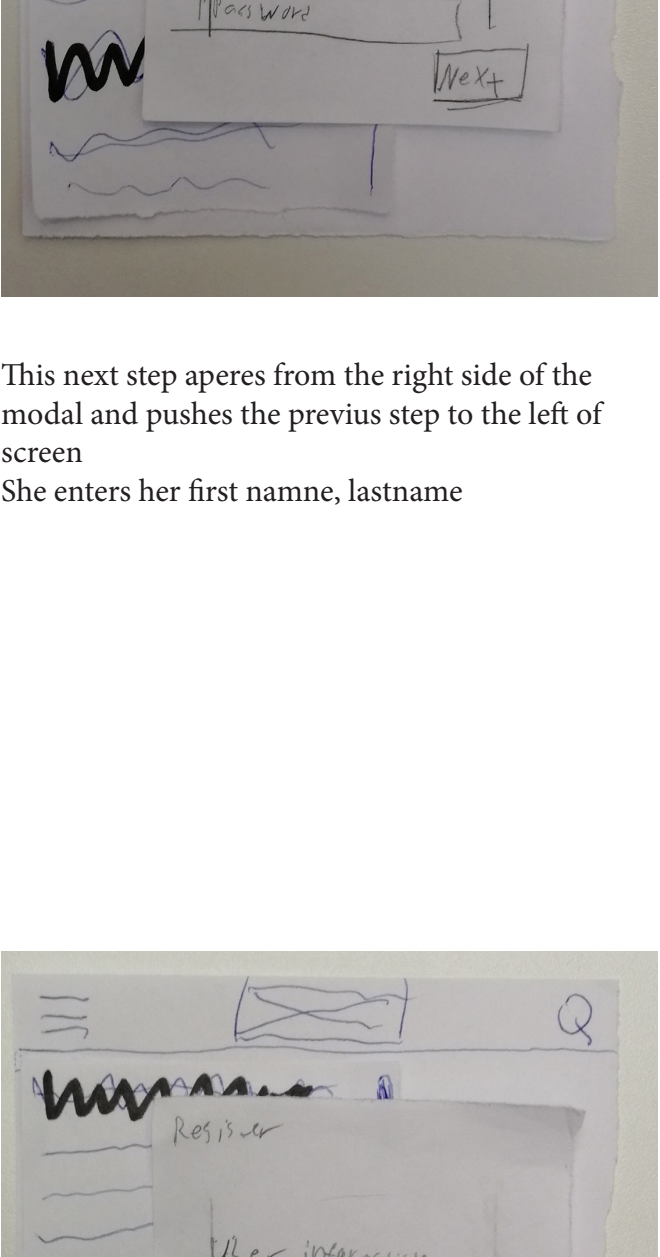 Password
Next
This next step aperes from the right side of the
modal and pushes the previus step to the left of
screen
She enters her first namne, lastname
Register